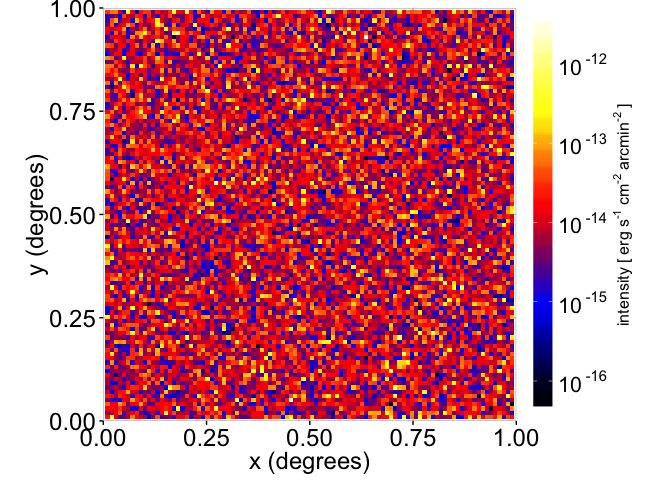 1.00
0.75
0.50
0.25
0.00
0.00 0.25 0.50 0.75 1.00
x (degrees)
y (degrees)
10⁻¹²
10⁻¹³
10⁻¹⁴
10⁻¹⁵
10⁻¹⁶
intensity [ erg s⁻¹ cm⁻² arcmin⁻² ]